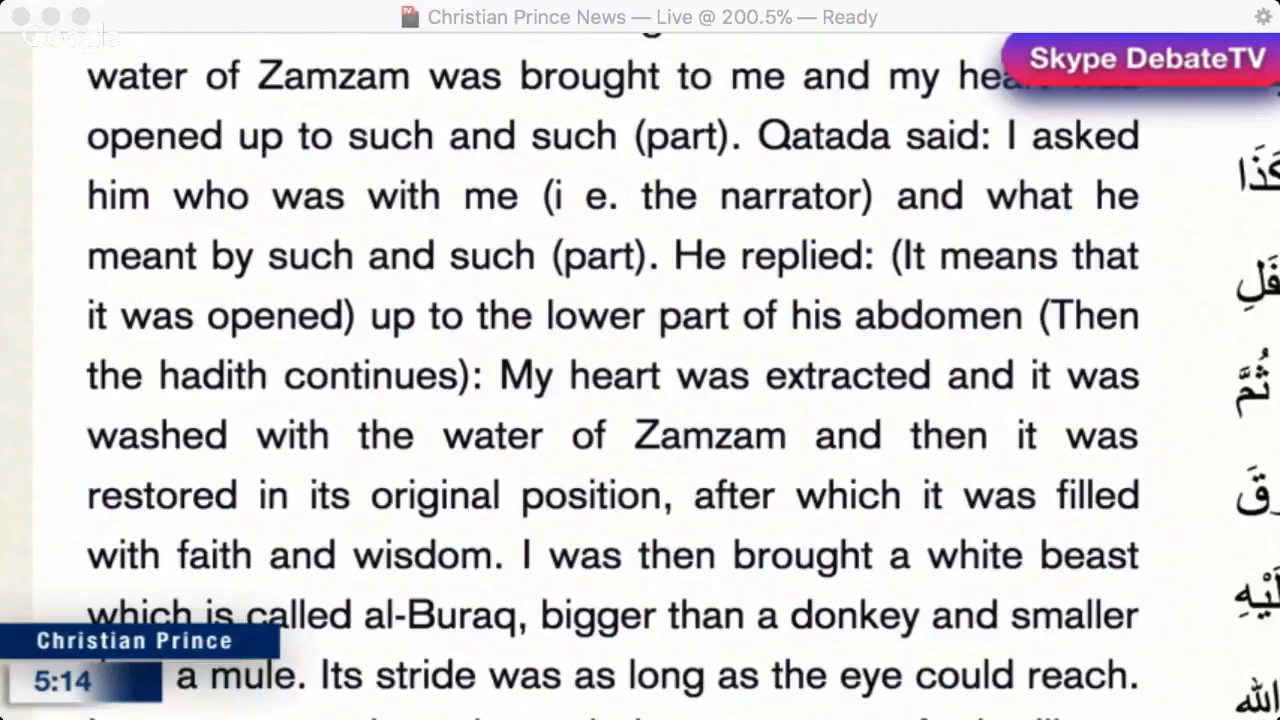 Christian Prince News — Live @ 200.5% — Ready
Google
Skype DebateTV
water of Zamzam was brought to me and my
opened up to such and such (part). Qatada said: I asked
him who was with me (i e. the narrator) and what he
meant by such and such (part). He replied: (It means that
it was opened) up to the lower part of his abdomen (Then
the hadith continues): My heart was extracted and it was
washed with the water of Zamzam and then it was
restored in its original position, after which it was filled
with faith and wisdom. I was then brought a white beast
which is called al-Buraq, bigger than a donkey and smaller
a mule. Its stride was as long as the eye could reach.
Christian Prince
5:14
ثُمَّ
الله